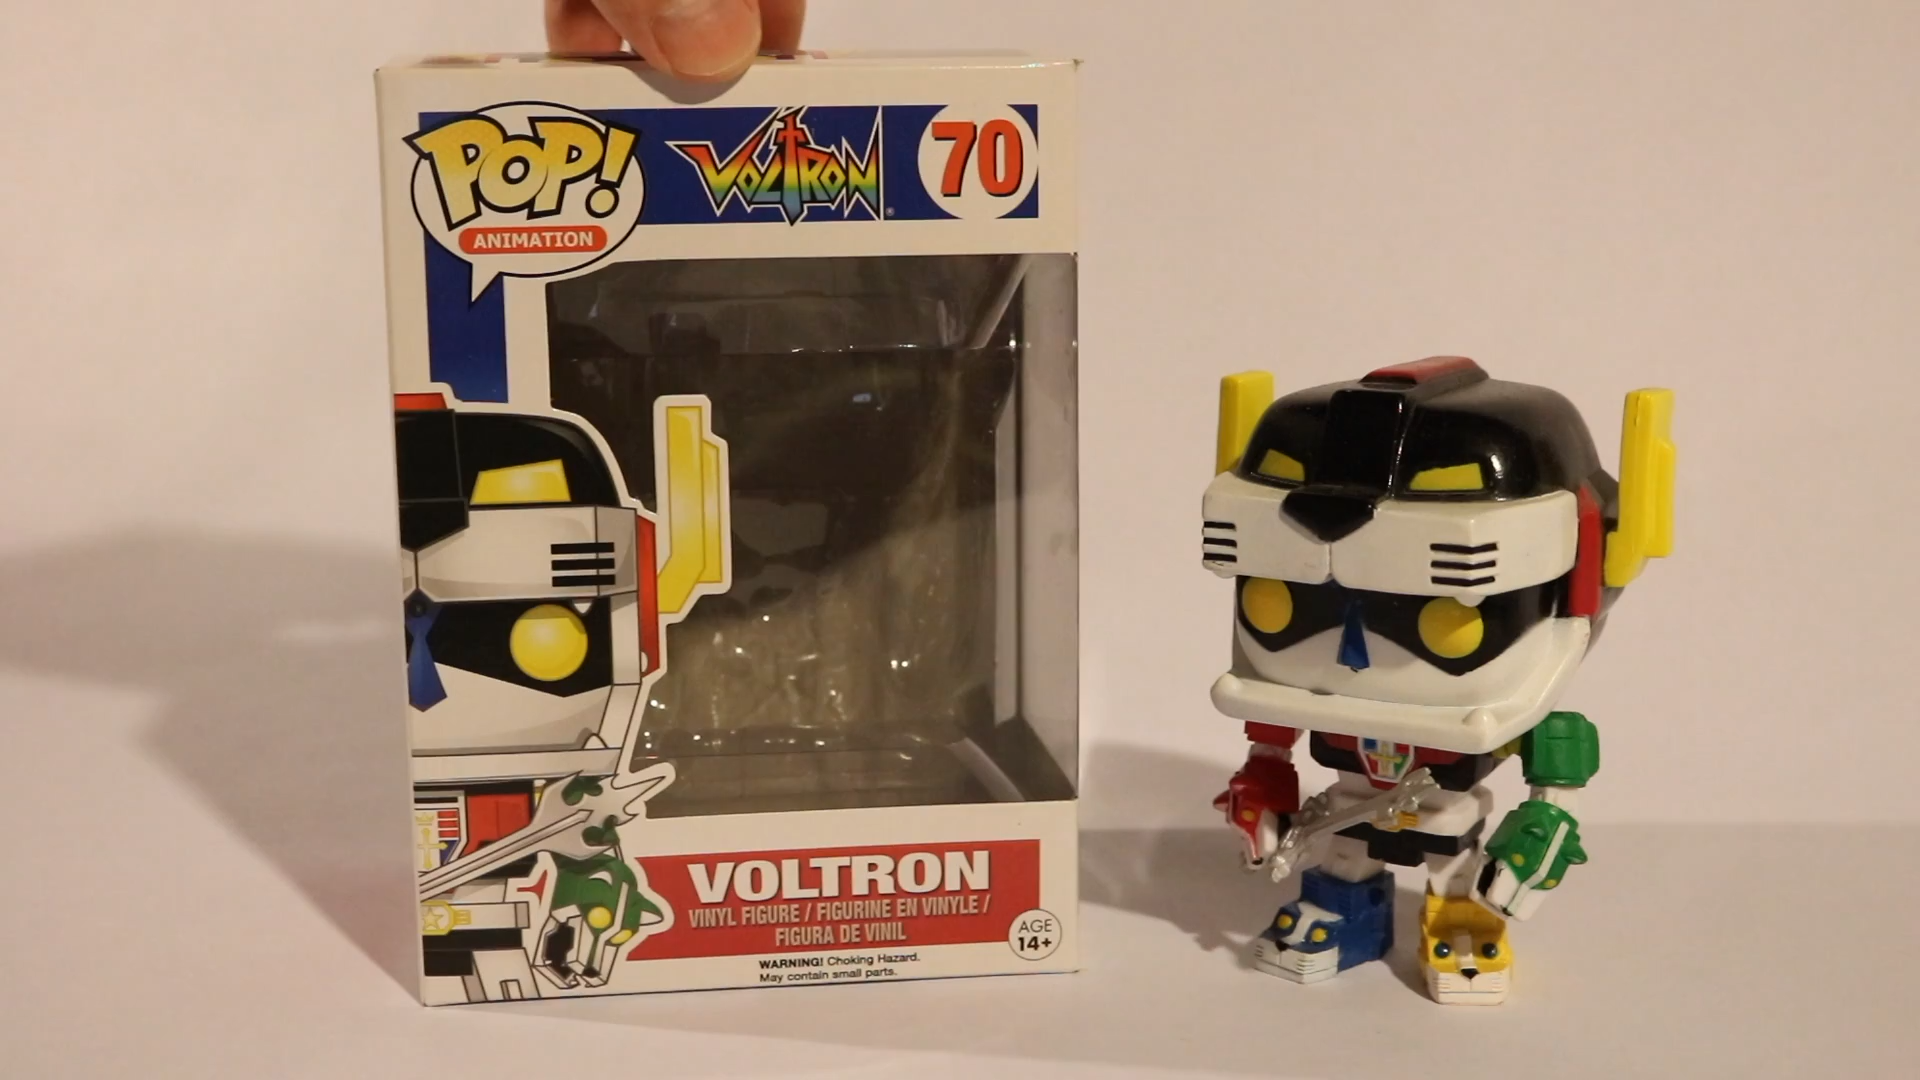 POP!
ANIMATION
VOLTRON®
70
VOLTRON
VINYL FIGURE / FIGURINE EN VINYLE /
FIGURA DE VINIL
AGE
14+
WARNING! Choking Hazard.
May contain small parts.